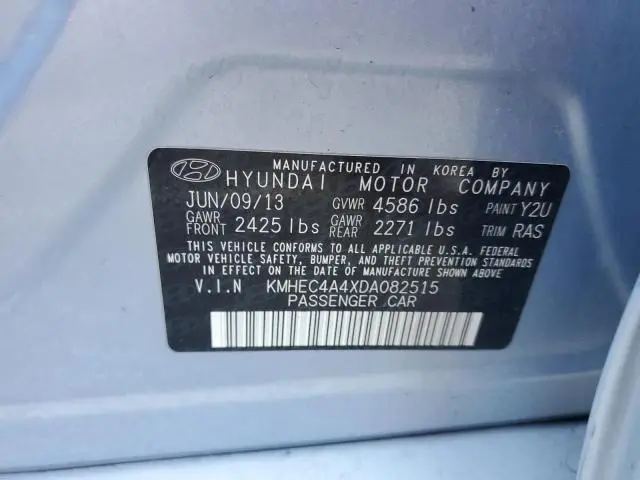 MANUFACTURED IN KOREA BY
HYUNDAI MOTOR COMPANY
JUN/09/13 GVWR 4586 lbs PAINT Y2U
GAWR FRONT 2425 lbs GAWR REAR 2271 lbs TRIM RAS
THIS VEHICLE CONFORMS TO ALL APPLICABLE U.S.A. FEDERAL
MOTOR VEHICLE SAFETY, BUMPER, AND THEFT PREVENTION STANDARDS
IN EFFECT ON THE DATE OF MANUFACTURE SHOWN ABOVE.
V.I.N KMHEC4A4XDA082515
PASSENGER CAR